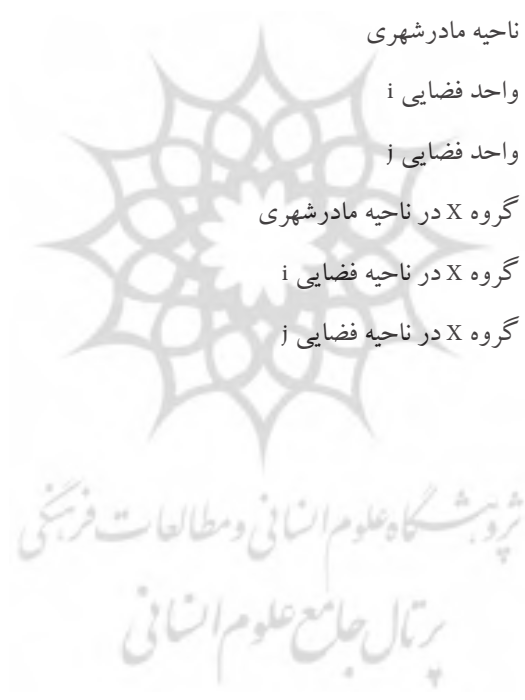 ناحیه مادرشهری
واحد فضایی i
واحد فضایی j
گروه X در ناحیه مادرشهری
گروه X در ناحیه فضایی i
گروه X در ناحیه فضایی j
پژوهشگاه علوم انسانی و مطالعات فرهنگی
پرتال جامع علوم انسانی